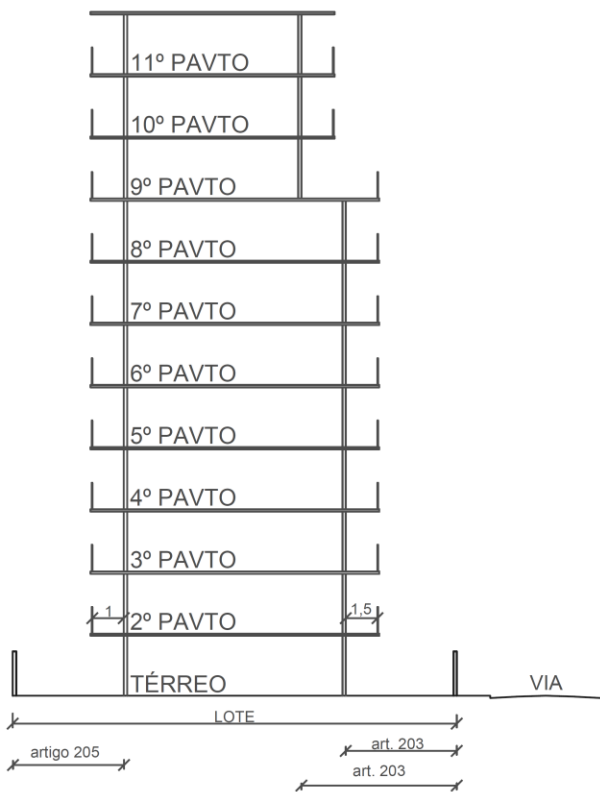 11º PAVTO
10º PAVTO
9º PAVTO
8º PAVTO
7º PAVTO
6º PAVTO
5º PAVTO
4º PAVTO
3º PAVTO
1
2º PAVTO
1,5
TÉRREO
VIA
LOTE
artigo 205
art. 203
art. 203